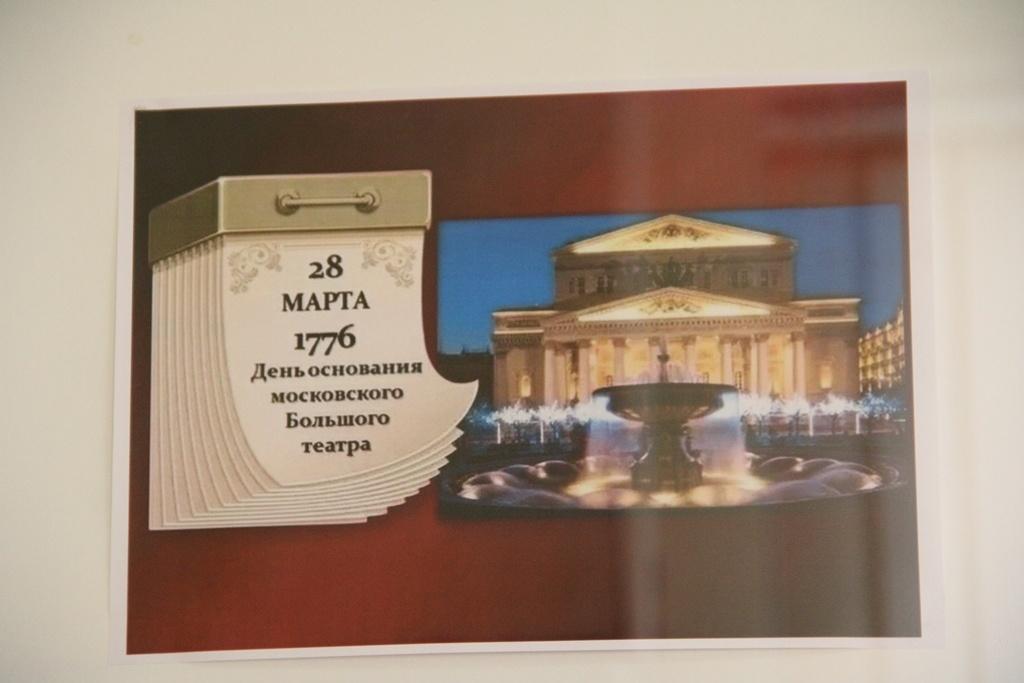 28
МАРТА
1776
День основания
московского
Большого
театра